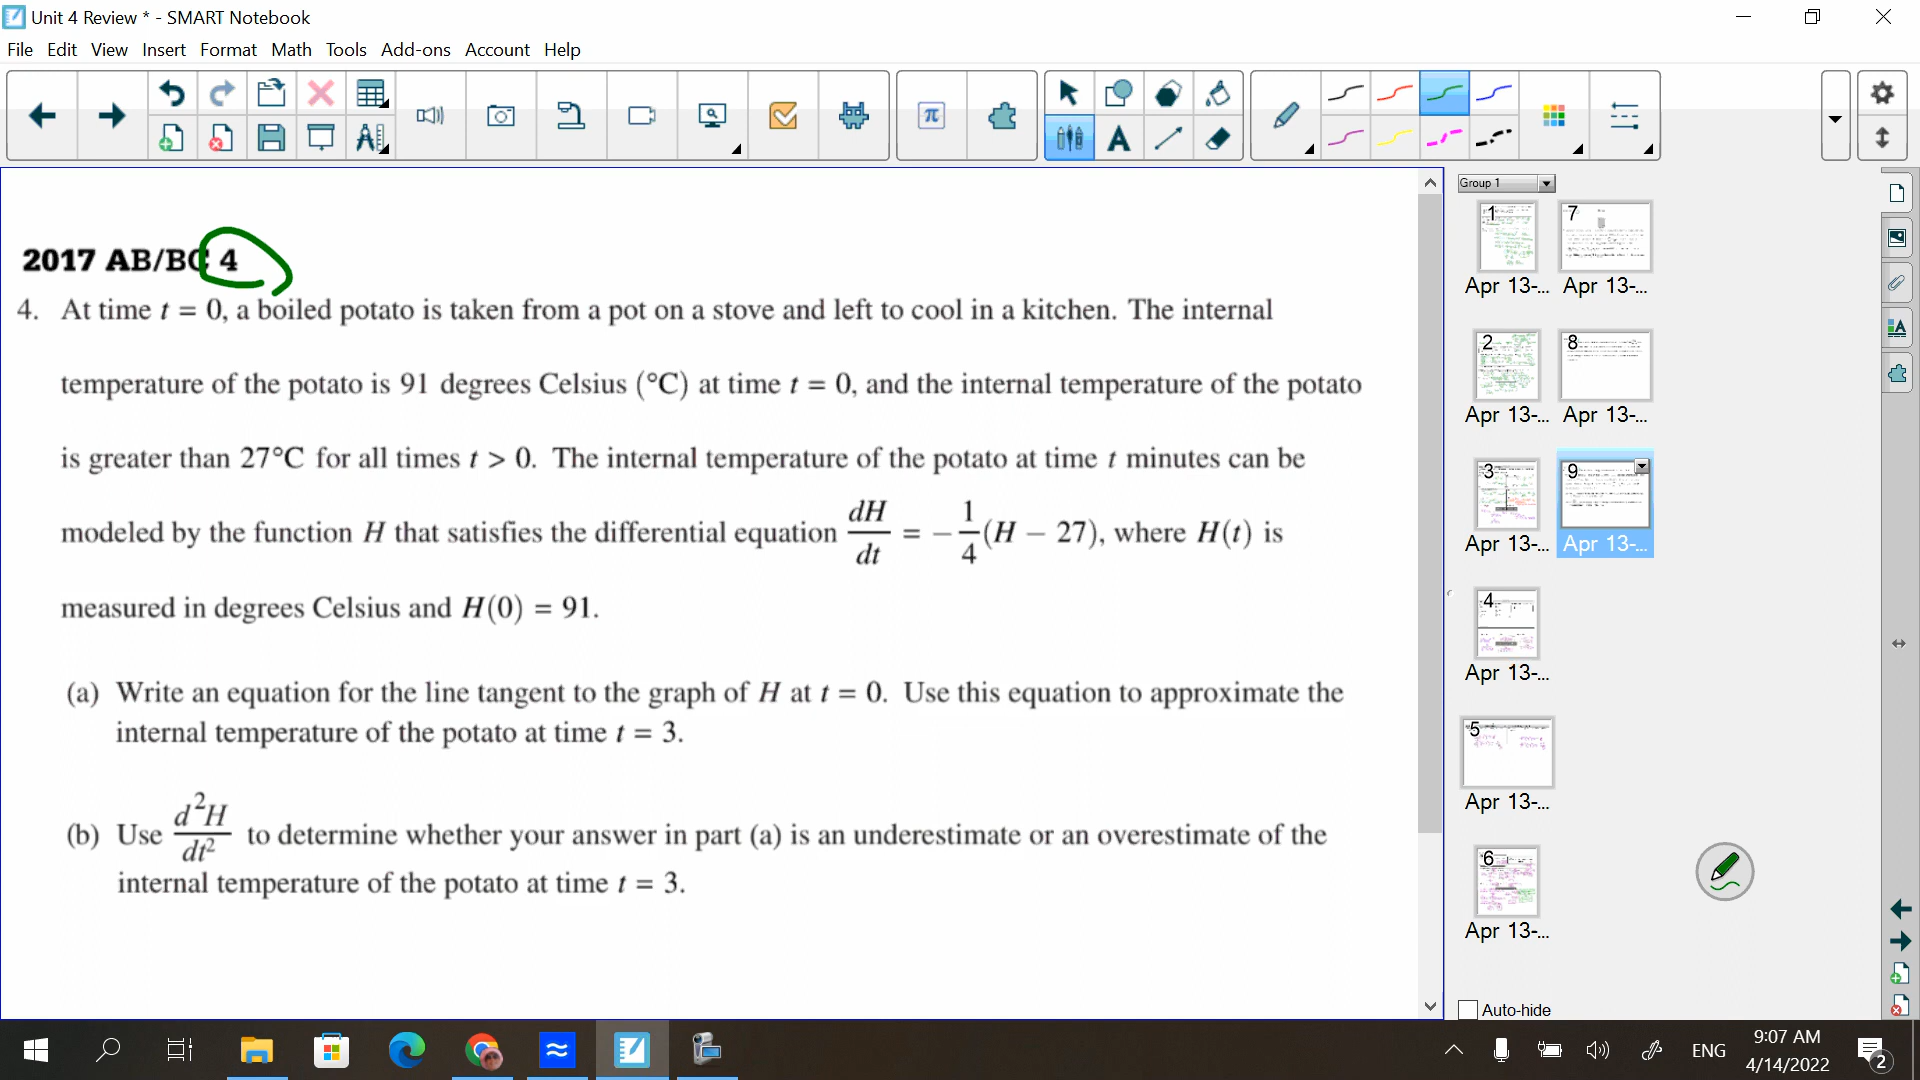 Unit 4 Review * - SMART Notebook
File Edit View Insert Format Math Tools Add-ons Account Help
Group 1
2017 AB/BC 4
4. At time t = 0, a boiled potato is taken from a pot on a stove and left to cool in a kitchen. The internal
temperature of the potato is 91 degrees Celsius (°C) at time t = 0, and the internal temperature of the potato
is greater than 27°C for all times t > 0. The internal temperature of the potato at time t minutes can be
modeled by the function H that satisfies the differential equation dH/dt = −1/4(H − 27), where H(t) is
measured in degrees Celsius and H(0) = 91.
(a) Write an equation for the line tangent to the graph of H at t = 0. Use this equation to approximate the
internal temperature of the potato at time t = 3.
(b) Use d²H/dt² to determine whether your answer in part (a) is an underestimate or an overestimate of the
internal temperature of the potato at time t = 3.
1 7
Apr 13-... Apr 13-...
2 8
Apr 13-... Apr 13-...
3 9
Apr 13-... Apr 13-...
4
Apr 13-...
5
Apr 13-...
6
Apr 13-...
Auto-hide
ENG
9:07 AM
4/14/2022
2